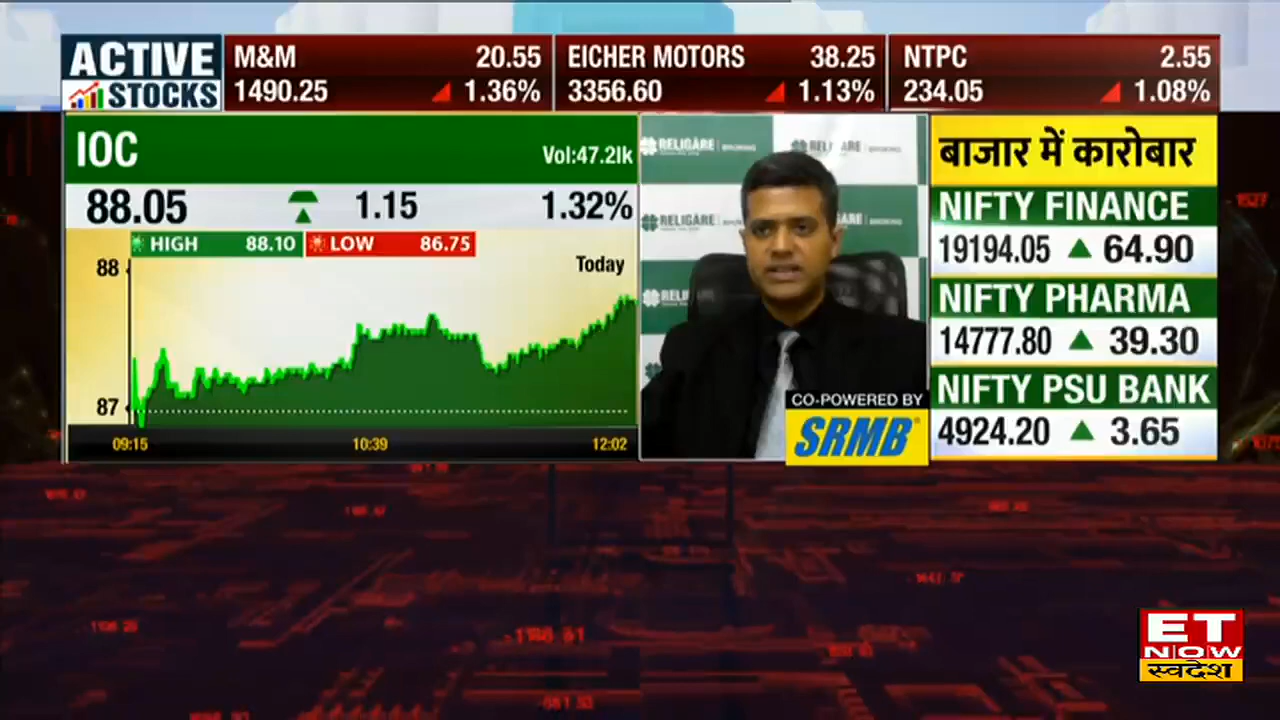 ACTIVE STOCKS
M&M 20.55
1490.25 1.36%
EICHER MOTORS 38.25
3356.60 1.13%
NTPC 2.55
234.05 1.08%
IOC
Vol:47.2lk
88.05 1.15 1.32%
HIGH 88.10 LOW 86.75
Today
88
87
09:15 10:39 12:02
RELIGARE BROKING
RELIGARE
CO-POWERED BY
SRMB
बाजार में कारोबार
NIFTY FINANCE
19194.05 64.90
NIFTY PHARMA
14777.80 39.30
NIFTY PSU BANK
4924.20 3.65
ET
NOW
स्वदेश